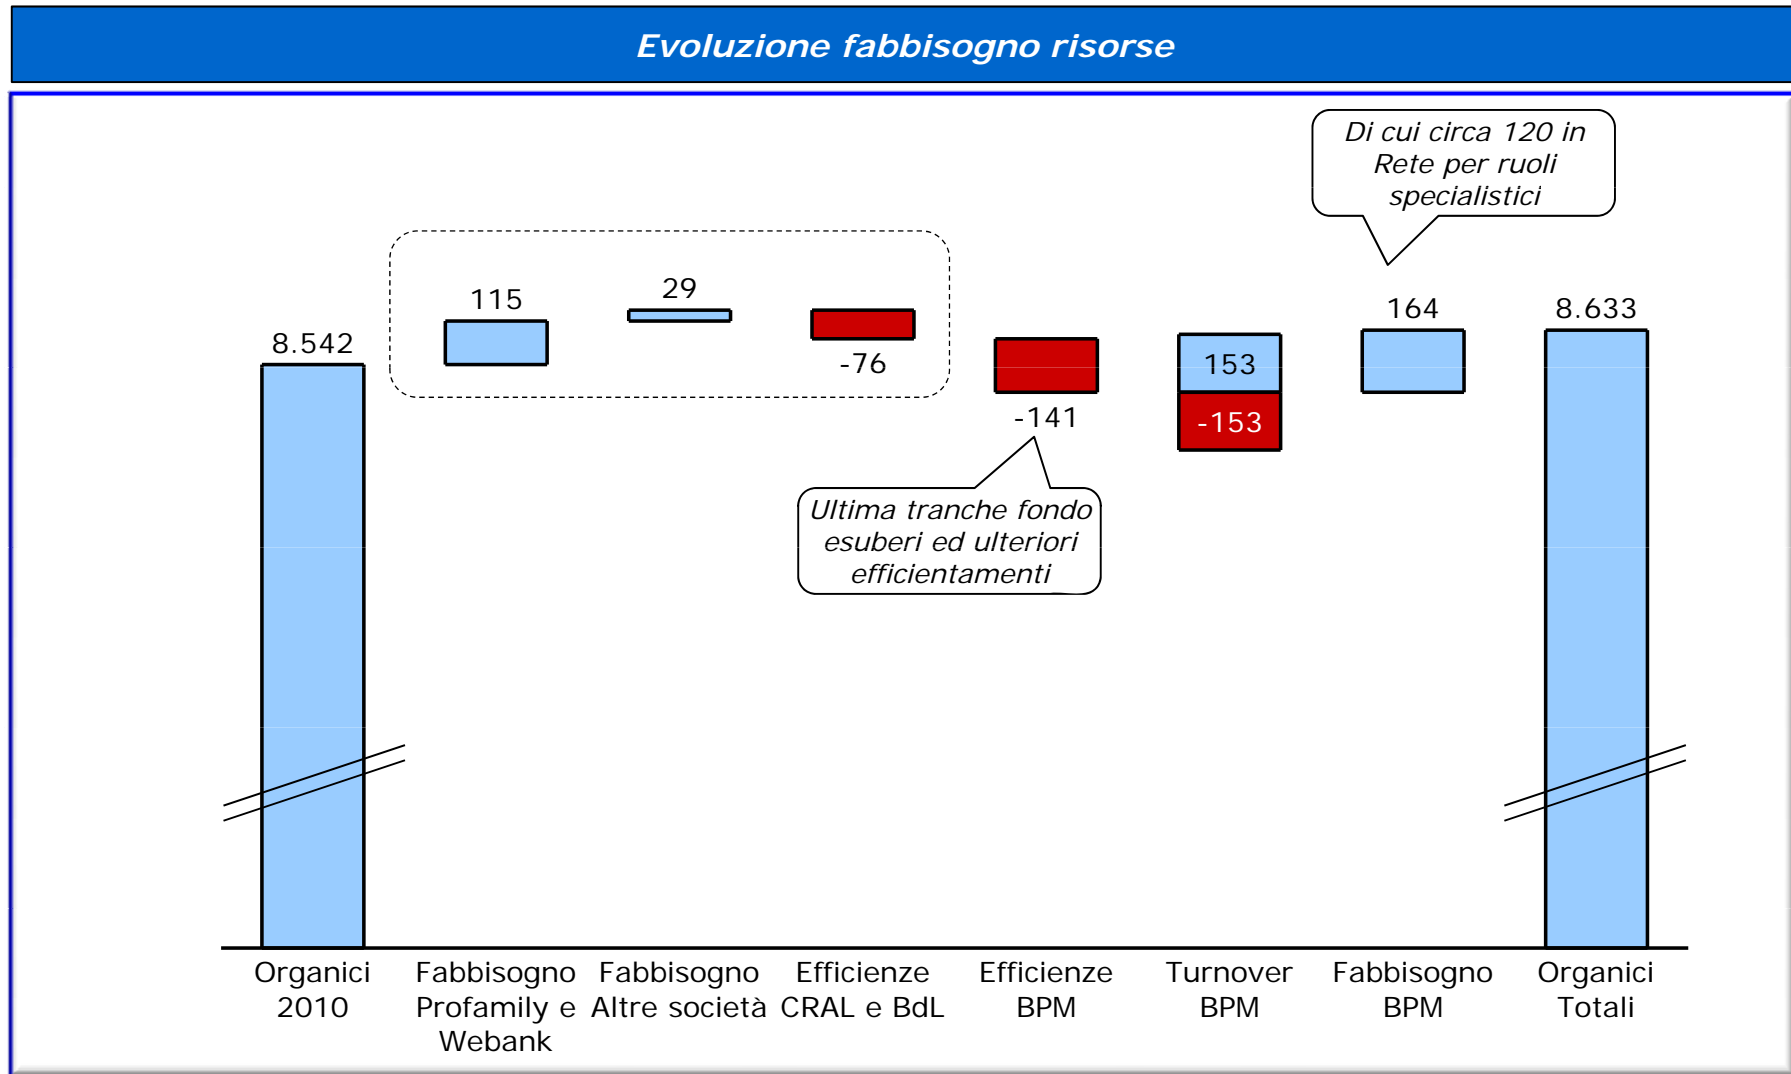 Evoluzione fabbisogno risorse
Di cui circa 120 in
Rete per ruoli
specialistici
8.542
115
29
-76
-141
153
-153
164
8.633
Ultima tranche fondo
esuberi ed ulteriori
efficientamenti
Organici
2010
Fabbisogno
Profamily e
Webank
Fabbisogno
Altre società
Efficienze
CRAL e BdL
Efficienze
BPM
Turnover
BPM
Fabbisogno
BPM
Organici
Totali